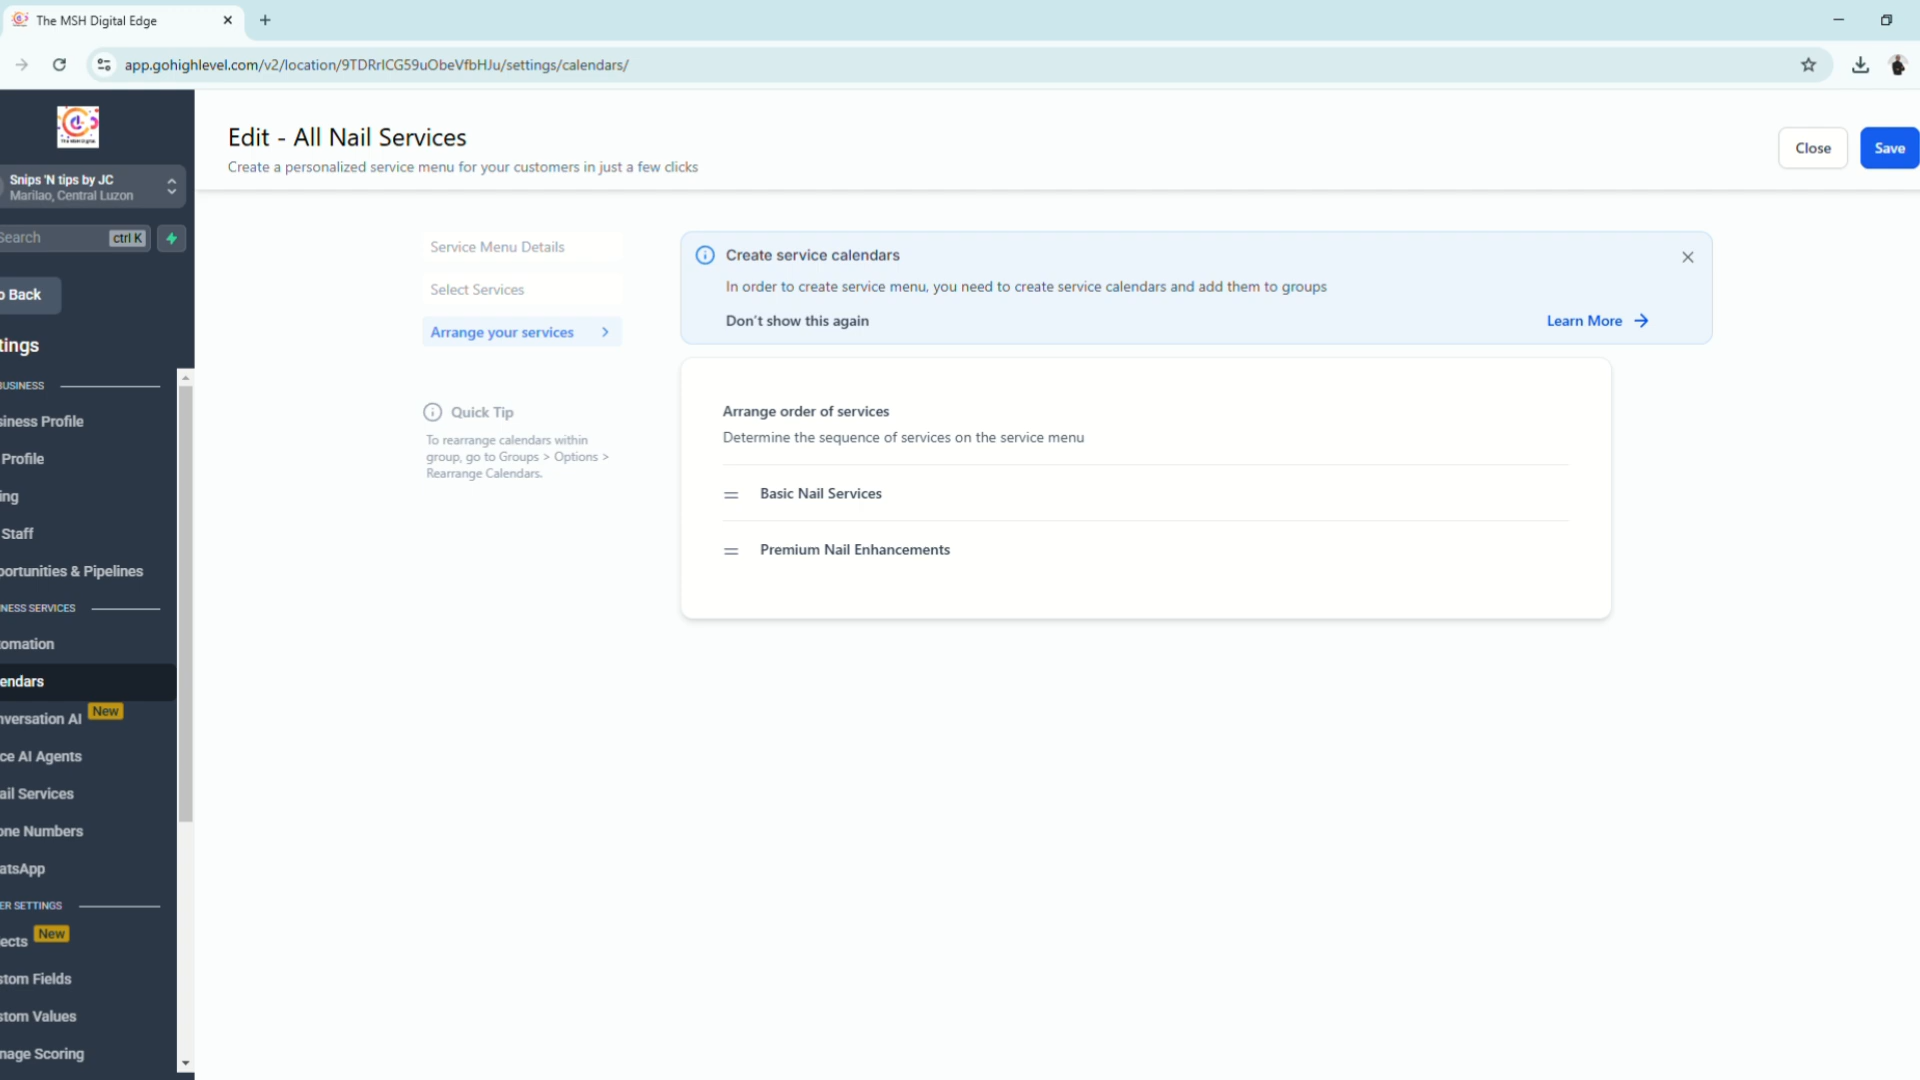 The MSH Digital Edge
app.gohighlevel.com/v2/location/9TDRrICG59uObeVfbHJu/settings/calendars/
Edit - All Nail Services
Create a personalized service menu for your customers in just a few clicks
Close
Save
Snips 'N tips by JC
Marilao, Central Luzon
Search
ctrl K
o Back
tings
BUSINESS
siness Profile
Profile
ing
Staff
portunities & Pipelines
NESS SERVICES
tomation
endars
nversation AI
New
ce AI Agents
ail Services
one Numbers
atsApp
ER SETTINGS
ects
New
stom Fields
stom Values
nage Scoring
Service Menu Details
Select Services
Arrange your services
Quick Tip
To rearrange calendars within
group, go to Groups > Options >
Rearrange Calendars.
Create service calendars
In order to create service menu, you need to create service calendars and add them to groups
Don't show this again
Learn More
Arrange order of services
Determine the sequence of services on the service menu
Basic Nail Services
Premium Nail Enhancements